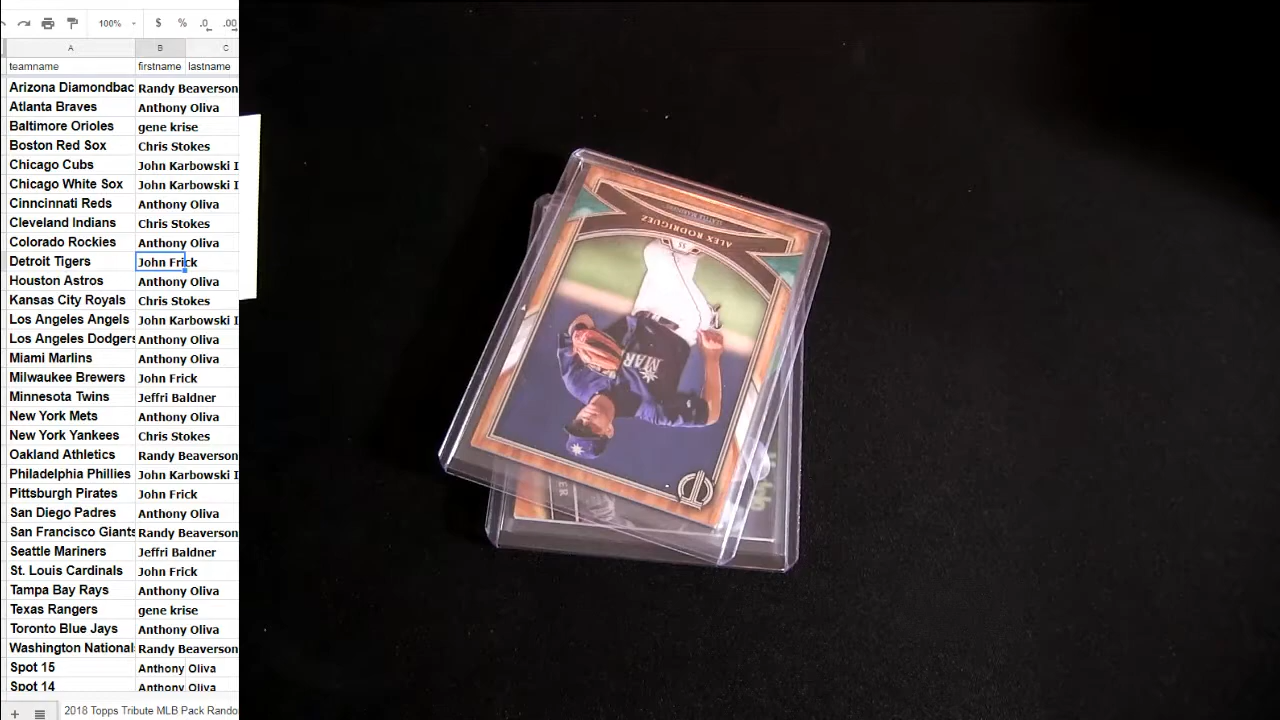 100%
$ % .0 .00
A B C
teamname firstname lastname
Arizona Diamondbac Randy Beaverson
Atlanta Braves Anthony Oliva
Baltimore Orioles gene krise
Boston Red Sox Chris Stokes
Chicago Cubs John Karbowski I
Chicago White Sox John Karbowski I
Cinncinnati Reds Anthony Oliva
Cleveland Indians Chris Stokes
Colorado Rockies Anthony Oliva
Detroit Tigers John Frick
Houston Astros Anthony Oliva
Kansas City Royals Chris Stokes
Los Angeles Angels John Karbowski I
Los Angeles Dodgers Anthony Oliva
Miami Marlins Anthony Oliva
Milwaukee Brewers John Frick
Minnesota Twins Jeffri Baldner
New York Mets Anthony Oliva
New York Yankees Chris Stokes
Oakland Athletics Randy Beaverson
Philadelphia Phillies John Karbowski I
Pittsburgh Pirates John Frick
San Diego Padres Anthony Oliva
San Francisco Giants Randy Beaverson
Seattle Mariners Jeffri Baldner
St. Louis Cardinals John Frick
Tampa Bay Rays Anthony Oliva
Texas Rangers gene krise
Toronto Blue Jays Anthony Oliva
Washington National Randy Beaverson
Spot 15 Anthony Oliva
Spot 14 Anthony Oliva
2018 Topps Tribute MLB Pack Rando
SEATTLE MARINERS
ALEX RODRIGUEZ
SS
MAR